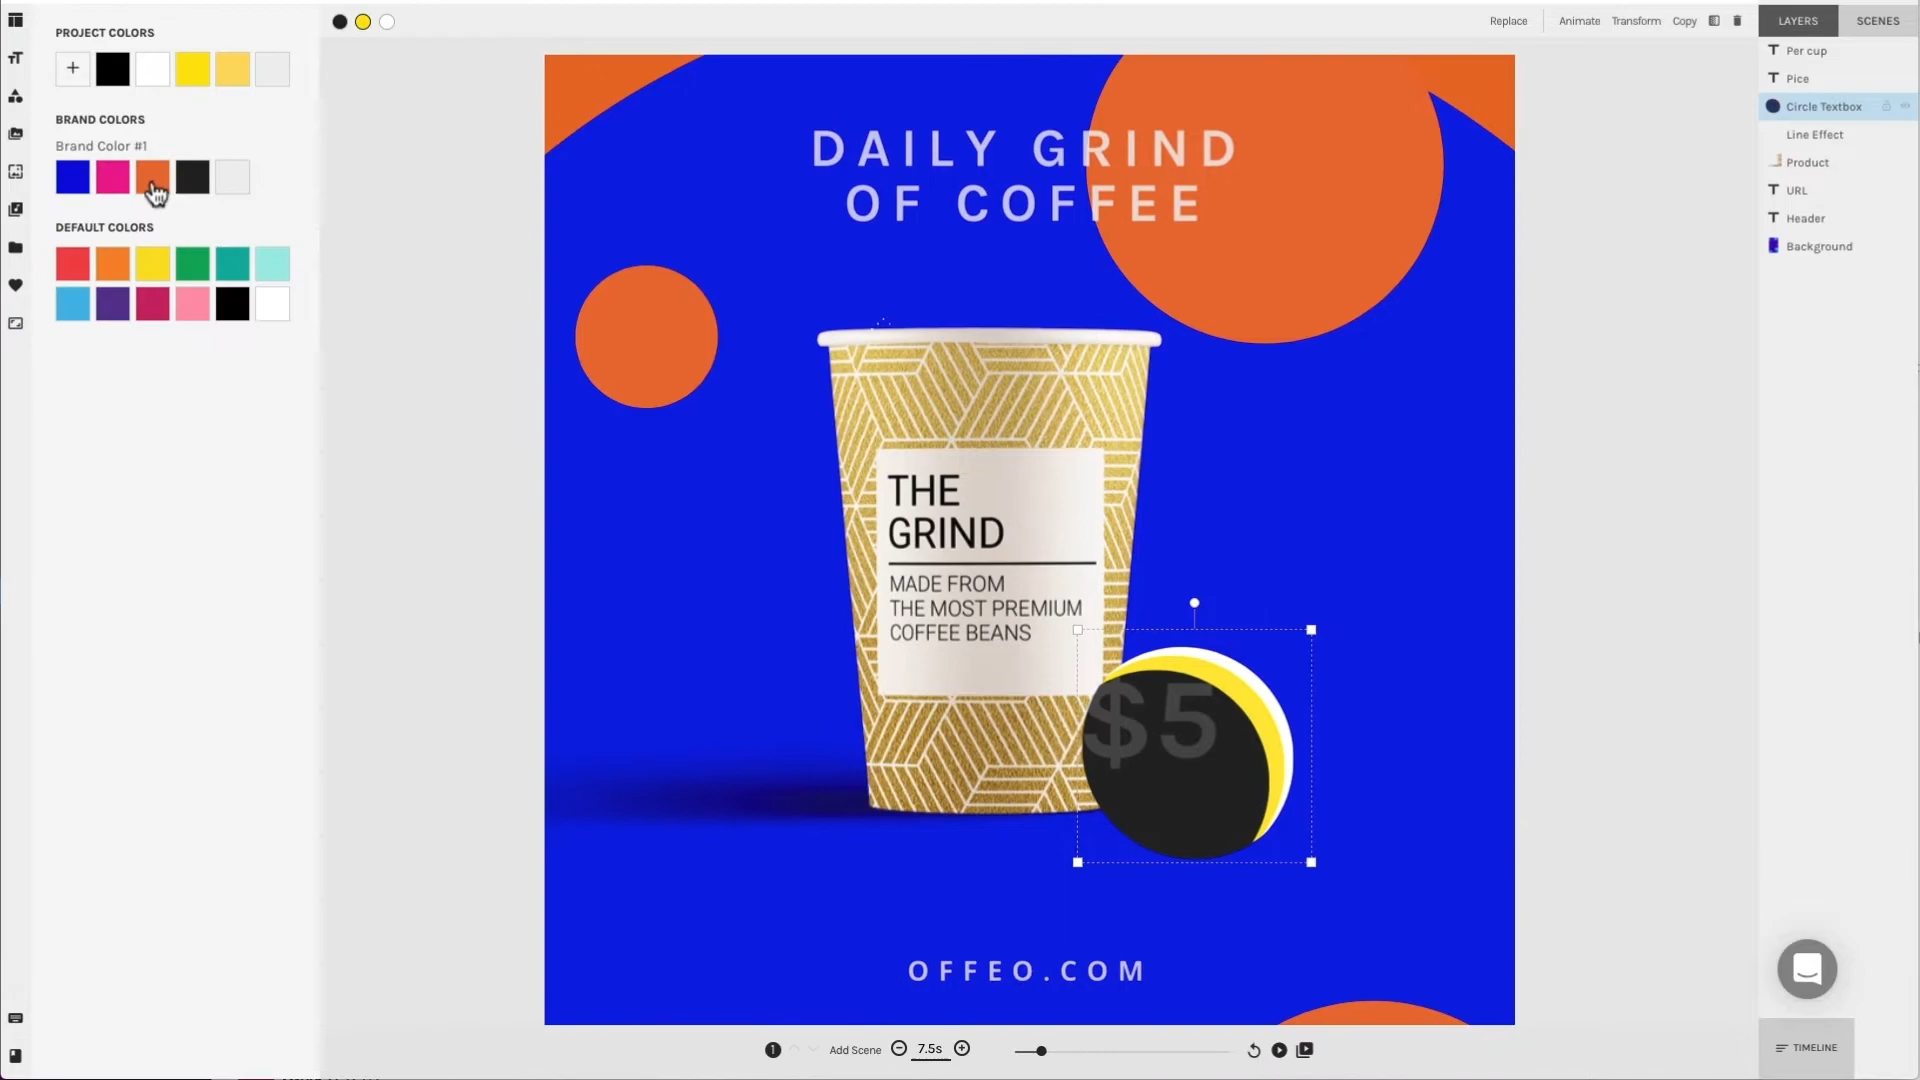 PROJECT COLORS
+
BRAND COLORS
Brand Color #1
DEFAULT COLORS
Replace
Animate
Transform
Copy
LAYERS
SCENES
Per cup
Pice
Circle Textbox
Line Effect
Product
URL
Header
Background
DAILY GRIND
OF COFFEE
THE
GRIND
MADE FROM
THE MOST PREMIUM
COFFEE BEANS
$5
OFFEO.COM
1
Add Scene
7.5s
TIMELINE